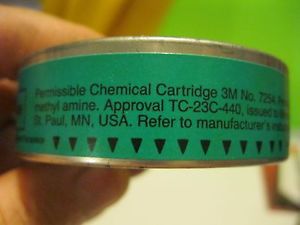 Permissible Chemical Cartridge 3M No. 7254
methyl amine. Approval TC-23C-440, issued to
St. Paul, MN, USA. Refer to manufacturer's